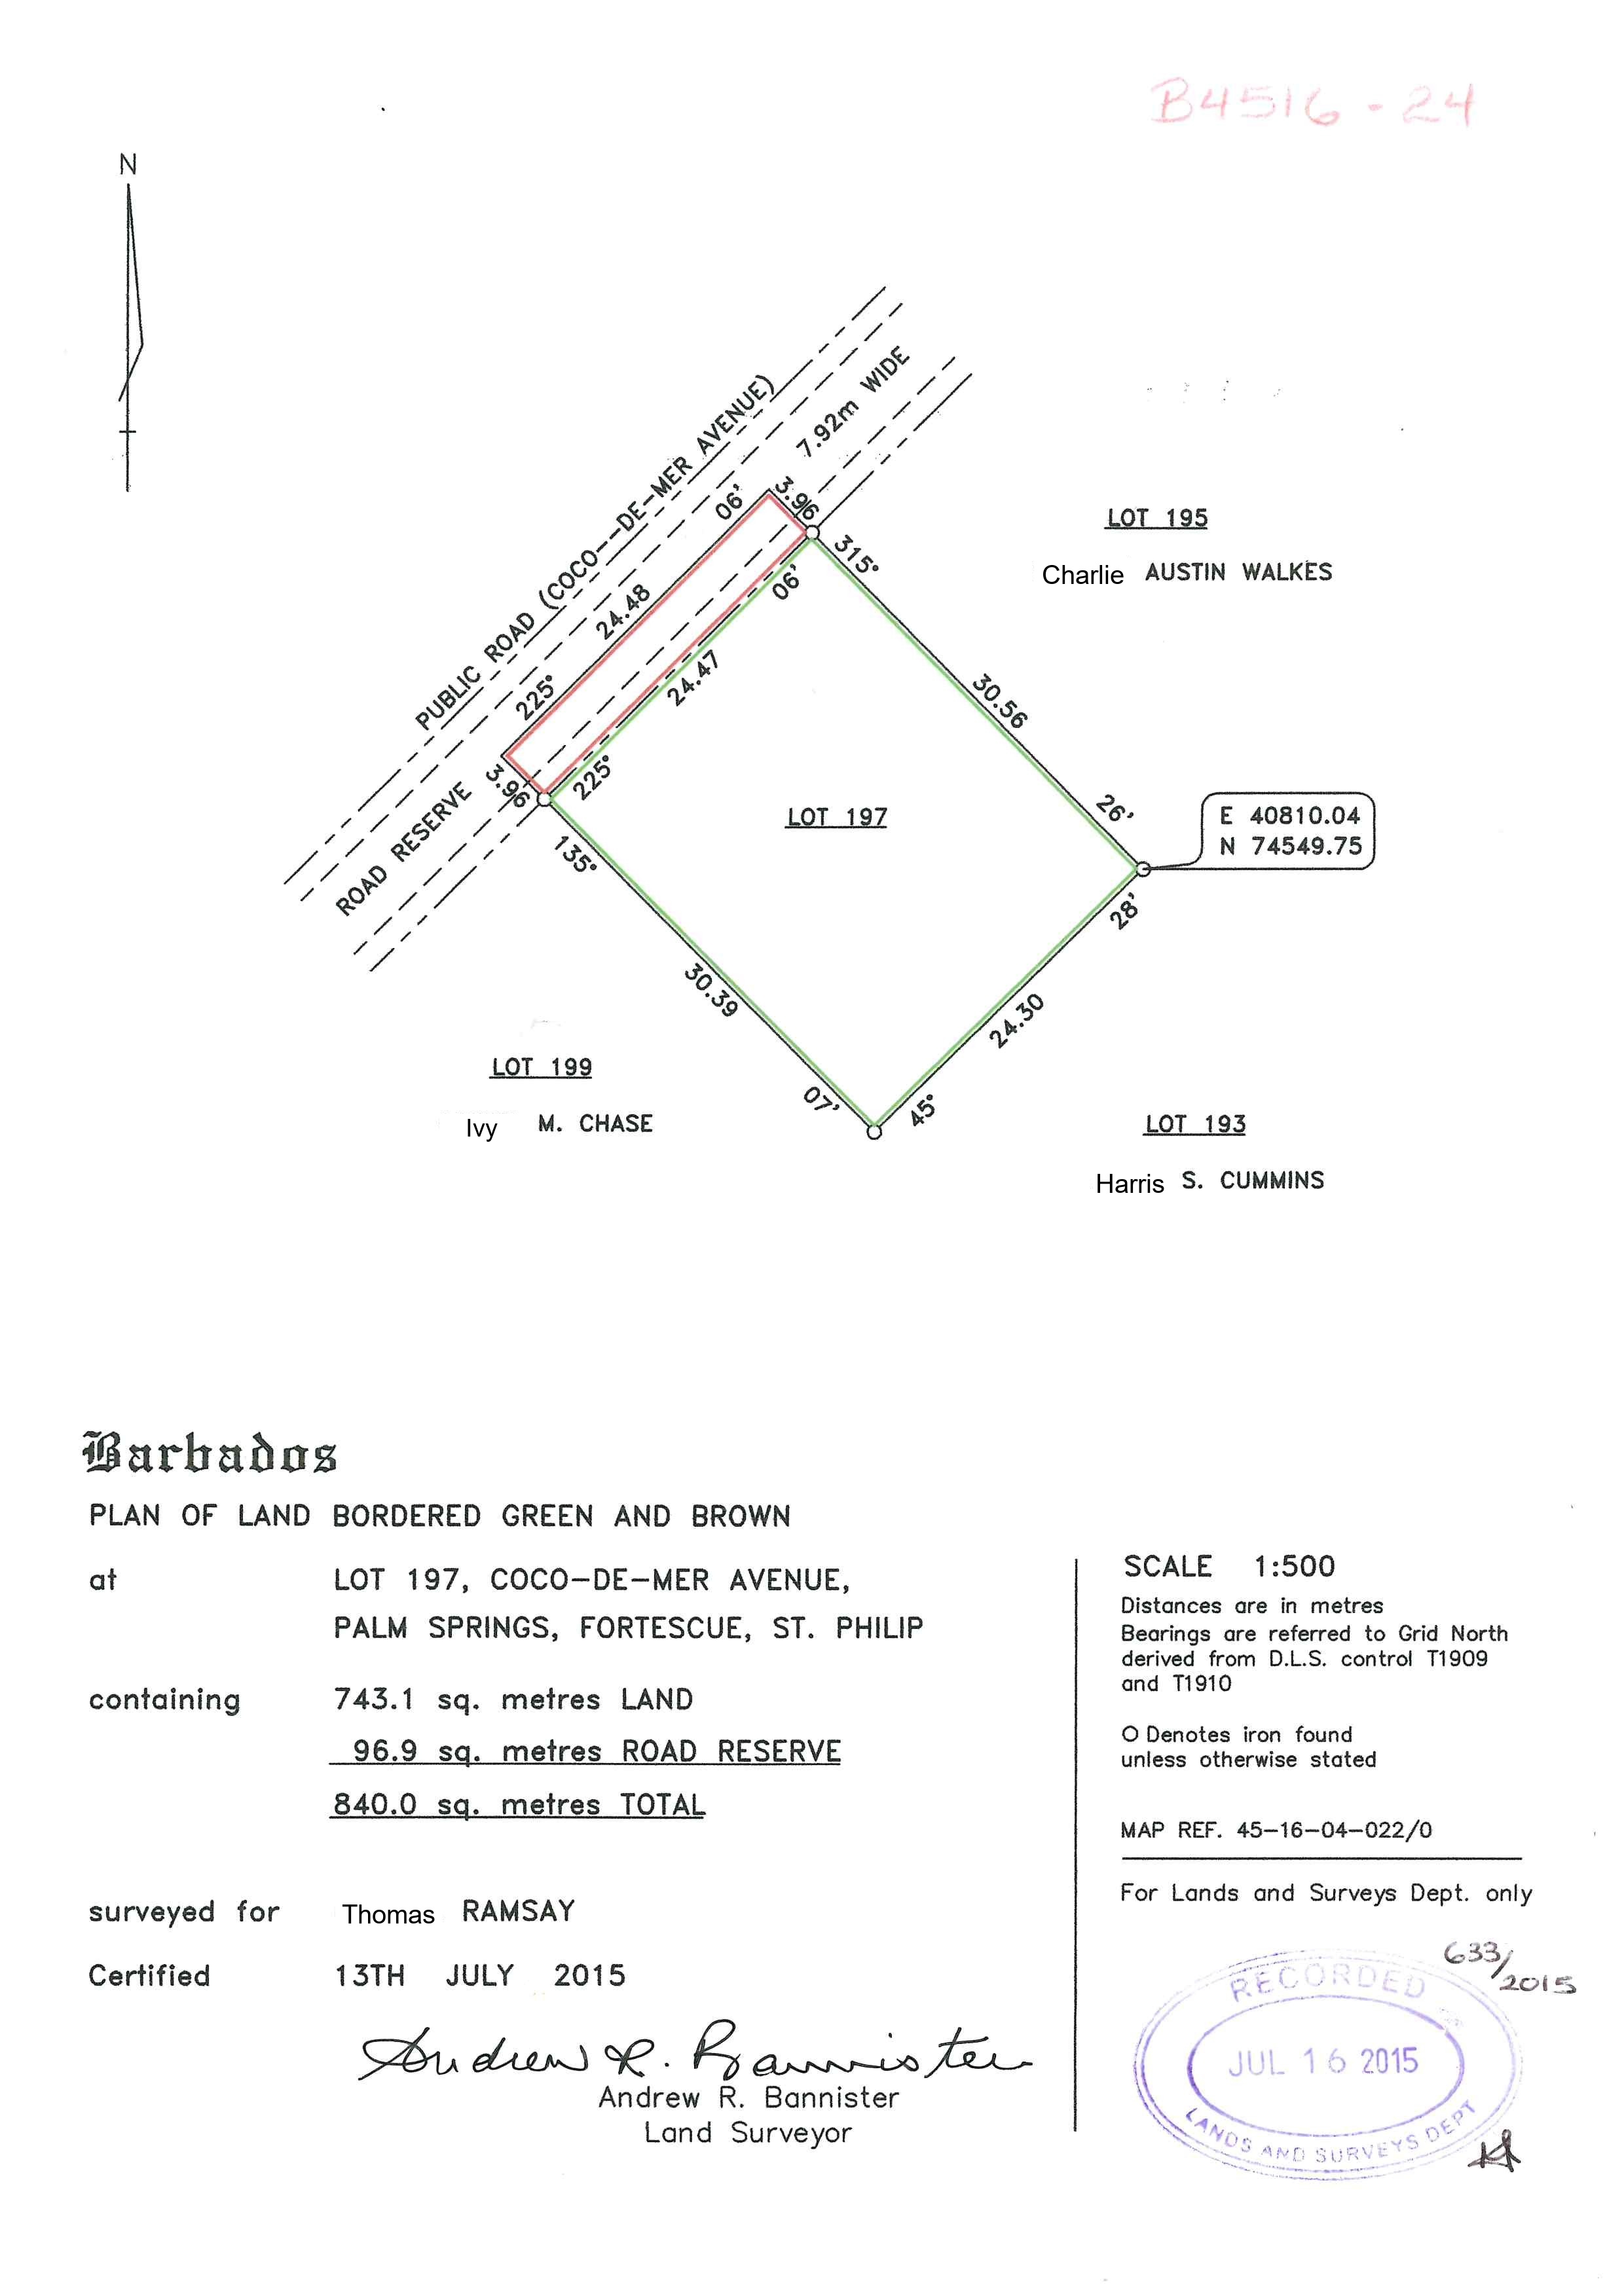 B4516-24
N
PUBLIC ROAD (COCO--DE-MER AVENUE)
7.92m WIDE
ROAD RESERVE
225° 24.48 06'
3.96
3.96
225° 24.47 06'
315° 30.56 26'
135° 30.39 07'
45° 24.30 28'
LOT 195
Charlie AUSTIN WALKES
LOT 197
E 40810.04
N 74549.75
LOT 199
Ivy M. CHASE
LOT 193
Harris S. CUMMINS
Barbados
PLAN OF LAND BORDERED GREEN AND BROWN
at LOT 197, COCO-DE-MER AVENUE,
PALM SPRINGS, FORTESCUE, ST. PHILIP
containing 743.1 sq. metres LAND
96.9 sq. metres ROAD RESERVE
840.0 sq. metres TOTAL
surveyed for Thomas RAMSAY
Certified 13TH JULY 2015
Andrew R. Bannister
Andrew R. Bannister
Land Surveyor
SCALE 1:500
Distances are in metres
Bearings are referred to Grid North
derived from D.L.S. control T1909
and T1910
O Denotes iron found
unless otherwise stated
MAP REF. 45-16-04-022/0
For Lands and Surveys Dept. only
633/2015
RECORDED
JUL 16 2015
LANDS AND SURVEYS DEPT